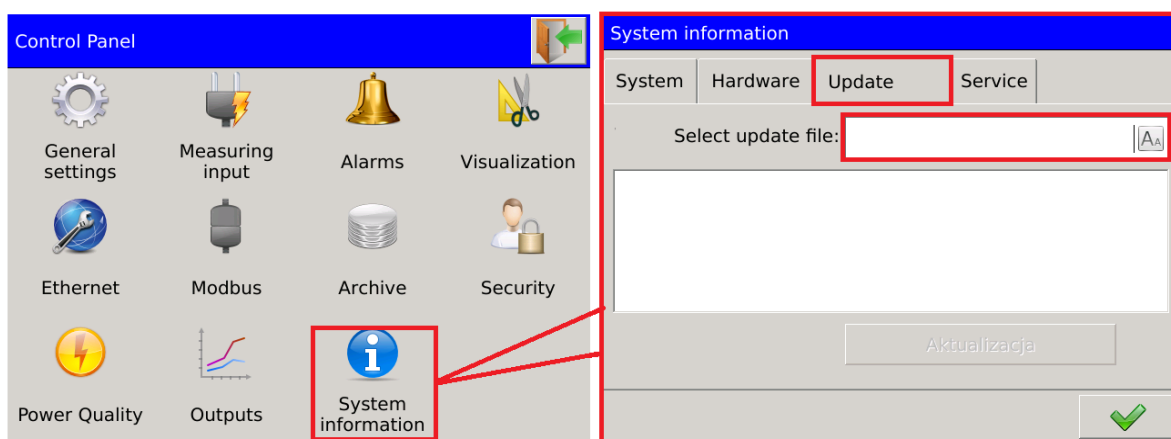 Control Panel
General
settings
Measuring
input
Alarms
Visualization
Ethernet
Modbus
Archive
Security
Power Quality
Outputs
System
information
System information
System
Hardware
Update
Service
Select update file:
AA
Aktualizacja